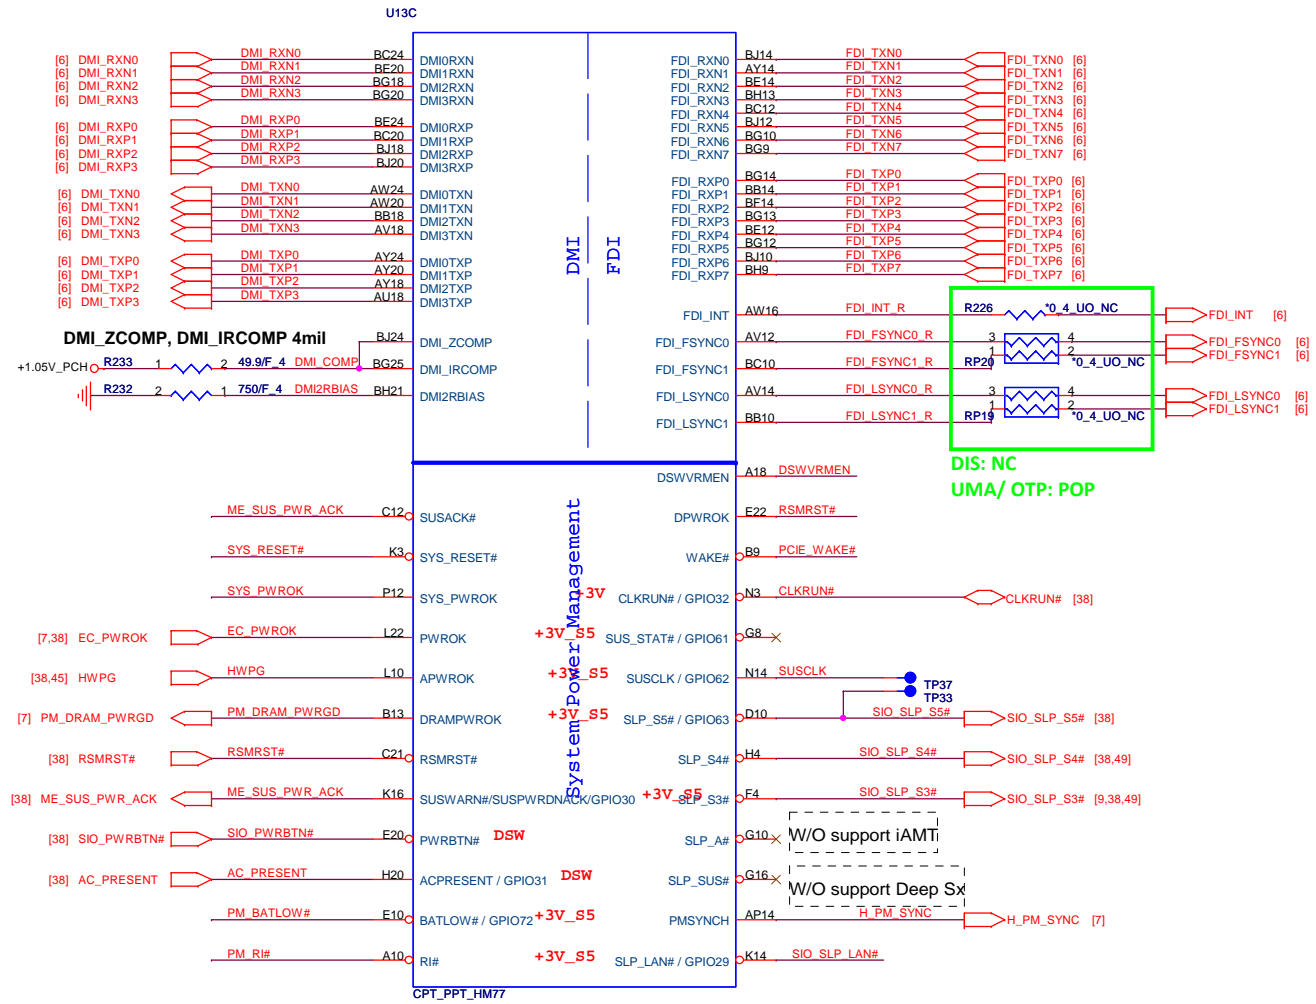 U13C
[6] DMI_RXN0 DMI_RXN0 BC24 DMI0RXN FDI_RXN0 BJ14 FDI_TXN0 FDI_TXN0 [6]
[6] DMI_RXN1 DMI_RXN1 BE20 DMI1RXN FDI_RXN1 AY14 FDI_TXN1 FDI_TXN1 [6]
[6] DMI_RXN2 DMI_RXN2 BG18 DMI2RXN FDI_RXN2 BE14 FDI_TXN2 FDI_TXN2 [6]
[6] DMI_RXN3 DMI_RXN3 BG20 DMI3RXN FDI_RXN3 BH13 FDI_TXN3 FDI_TXN3 [6]
FDI_RXN4 BC12 FDI_TXN4 FDI_TXN4 [6]
[6] DMI_RXP0 DMI_RXP0 BE24 DMI0RXP FDI_RXN5 BJ12 FDI_TXN5 FDI_TXN5 [6]
[6] DMI_RXP1 DMI_RXP1 BC20 DMI1RXP FDI_RXN6 BG10 FDI_TXN6 FDI_TXN6 [6]
[6] DMI_RXP2 DMI_RXP2 BJ18 DMI2RXP FDI_RXN7 BG9 FDI_TXN7 FDI_TXN7 [6]
[6] DMI_RXP3 DMI_RXP3 BJ20 DMI3RXP
FDI_RXP0 BG14 FDI_TXP0 FDI_TXP0 [6]
[6] DMI_TXN0 DMI_TXN0 AW24 DMI0TXN FDI_RXP1 BB14 FDI_TXP1 FDI_TXP1 [6]
[6] DMI_TXN1 DMI_TXN1 AW20 DMI1TXN FDI_RXP2 BF14 FDI_TXP2 FDI_TXP2 [6]
[6] DMI_TXN2 DMI_TXN2 BB18 DMI2TXN FDI_RXP3 BG13 FDI_TXP3 FDI_TXP3 [6]
[6] DMI_TXN3 DMI_TXN3 AV18 DMI3TXN FDI_RXP4 BE12 FDI_TXP4 FDI_TXP4 [6]
FDI_RXP5 BG12 FDI_TXP5 FDI_TXP5 [6]
[6] DMI_TXP0 DMI_TXP0 AY24 DMI0TXP FDI_RXP6 BJ10 FDI_TXP6 FDI_TXP6 [6]
[6] DMI_TXP1 DMI_TXP1 AY20 DMI1TXP FDI_RXP7 BH9 FDI_TXP7 FDI_TXP7 [6]
[6] DMI_TXP2 DMI_TXP2 AY18 DMI2TXP
[6] DMI_TXP3 DMI_TXP3 AU18 DMI3TXP
DMI
FDI
FDI_INT AW16 FDI_INT_R R226 *0_4_UO_NC FDI_INT [6]
DMI_ZCOMP, DMI_IRCOMP 4mil
BJ24 DMI_ZCOMP FDI_FSYNC0 AV12 FDI_FSYNC0_R 3 4 FDI_FSYNC0 [6]
1 2 FDI_FSYNC1 [6]
+1.05V_PCH R233 1 2 49.9/F_4 DMI_COMP BG25 DMI_IRCOMP FDI_FSYNC1 BC10 FDI_FSYNC1_R RP20 *0_4_UO_NC
R232 2 1 750/F_4 DMI2RBIAS BH21 DMI2RBIAS FDI_LSYNC0 AV14 FDI_LSYNC0_R 3 4 FDI_LSYNC0 [6]
1 2 FDI_LSYNC1 [6]
FDI_LSYNC1 BB10 FDI_LSYNC1_R RP19 *0_4_UO_NC
DIS: NC
UMA/ OTP: POP
DSWVRMEN A18 DSWVRMEN
ME_SUS_PWR_ACK C12 SUSACK# DPWROK E22 RSMRST#
SYS_RESET# K3 SYS_RESET# WAKE# B9 PCIE_WAKE#
SYS_PWROK P12 SYS_PWROK +3V CLKRUN# / GPIO32 N3 CLKRUN# CLKRUN# [38]
[7,38] EC_PWROK EC_PWROK L22 PWROK +3V_S5 SUS_STAT# / GPIO61 G8
[38,45] HWPG HWPG L10 APWROK +3V_S5 SUSCLK / GPIO62 N14 SUSCLK TP37
TP33
[7] PM_DRAM_PWRGD PM_DRAM_PWRGD B13 DRAMPWROK +3V_S5 SLP_S5# / GPIO63 D10 SIO_SLP_S5# SIO_SLP_S5# [38]
[38] RSMRST# RSMRST# C21 RSMRST# SLP_S4# H4 SIO_SLP_S4# SIO_SLP_S4# [38,49]
[38] ME_SUS_PWR_ACK ME_SUS_PWR_ACK K16 SUSWARN#/SUSPWRDNACK/GPIO30 +3V_S5 SLP_S3# F4 SIO_SLP_S3# SIO_SLP_S3# [9,38,49]
[38] SIO_PWRBTN# SIO_PWRBTN# E20 PWRBTN# DSW SLP_A# G10 W/O support iAMT
[38] AC_PRESENT AC_PRESENT H20 ACPRESENT / GPIO31 DSW SLP_SUS# G16 W/O support Deep Sx
PM_BATLOW# E10 BATLOW# / GPIO72 +3V_S5 PMSYNCH AP14 H_PM_SYNC H_PM_SYNC [7]
PM_RI# A10 RI# +3V_S5 SLP_LAN# / GPIO29 K14 SIO_SLP_LAN#
System Power Management
CPT_PPT_HM77